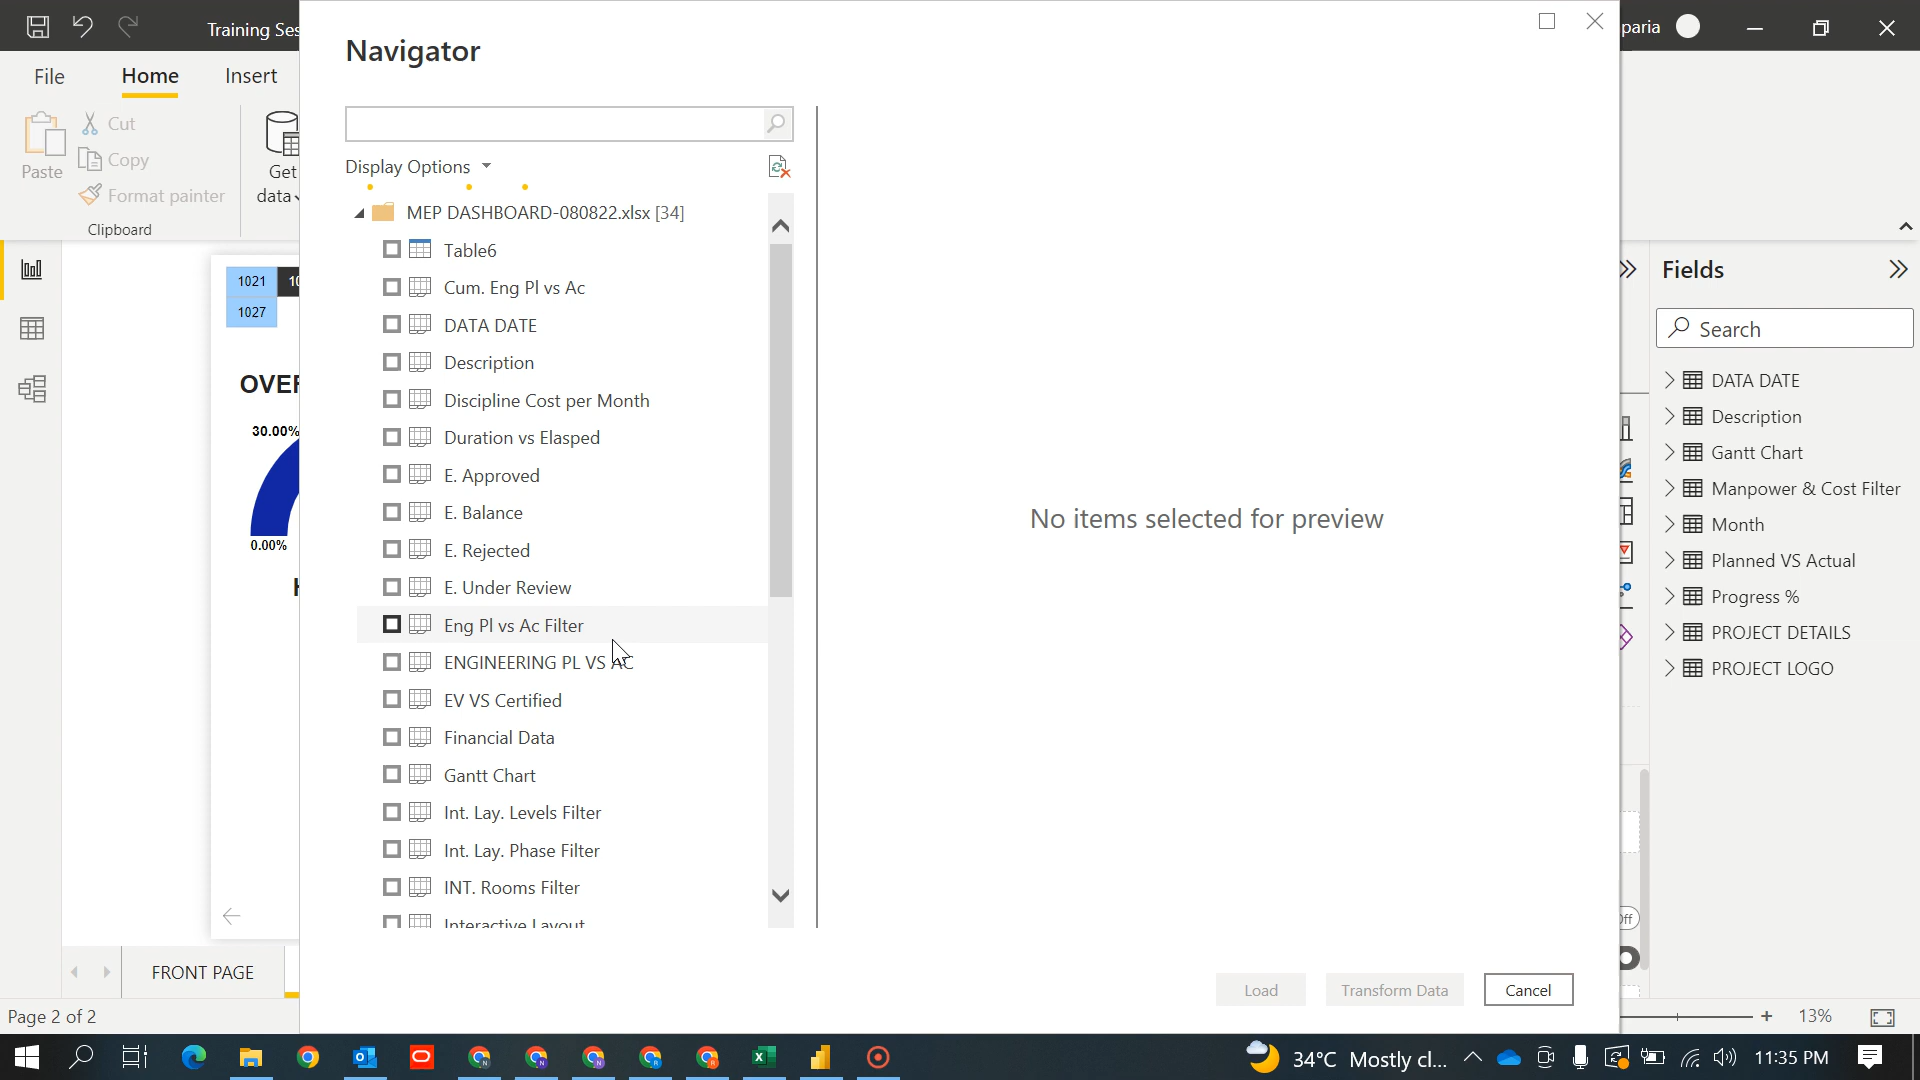 Training Ses
paria
File
Home
Insert
Paste
Cut
Copy
Format painter
Clipboard
Get
data
Navigator
Display Options
MEP DASHBOARD-080822.xlsx [34]
Table6
Cum. Eng Pl vs Ac
DATA DATE
Description
Discipline Cost per Month
Duration vs Elasped
E. Approved
E. Balance
E. Rejected
E. Under Review
Eng Pl vs Ac Filter
ENGINEERING PL VS AC
EV VS Certified
Financial Data
Gantt Chart
Int. Lay. Levels Filter
Int. Lay. Phase Filter
INT. Rooms Filter
Interactive Layout
No items selected for preview
Load
Transform Data
Cancel
1021
10
1027
OVER
30.00%
0.00%
H
Fields
Search
DATA DATE
Description
Gantt Chart
Manpower & Cost Filter
Month
Planned VS Actual
Progress %
PROJECT DETAILS
PROJECT LOGO
Off
FRONT PAGE
Page 2 of 2
13%
34°C Mostly cl...
11:35 PM